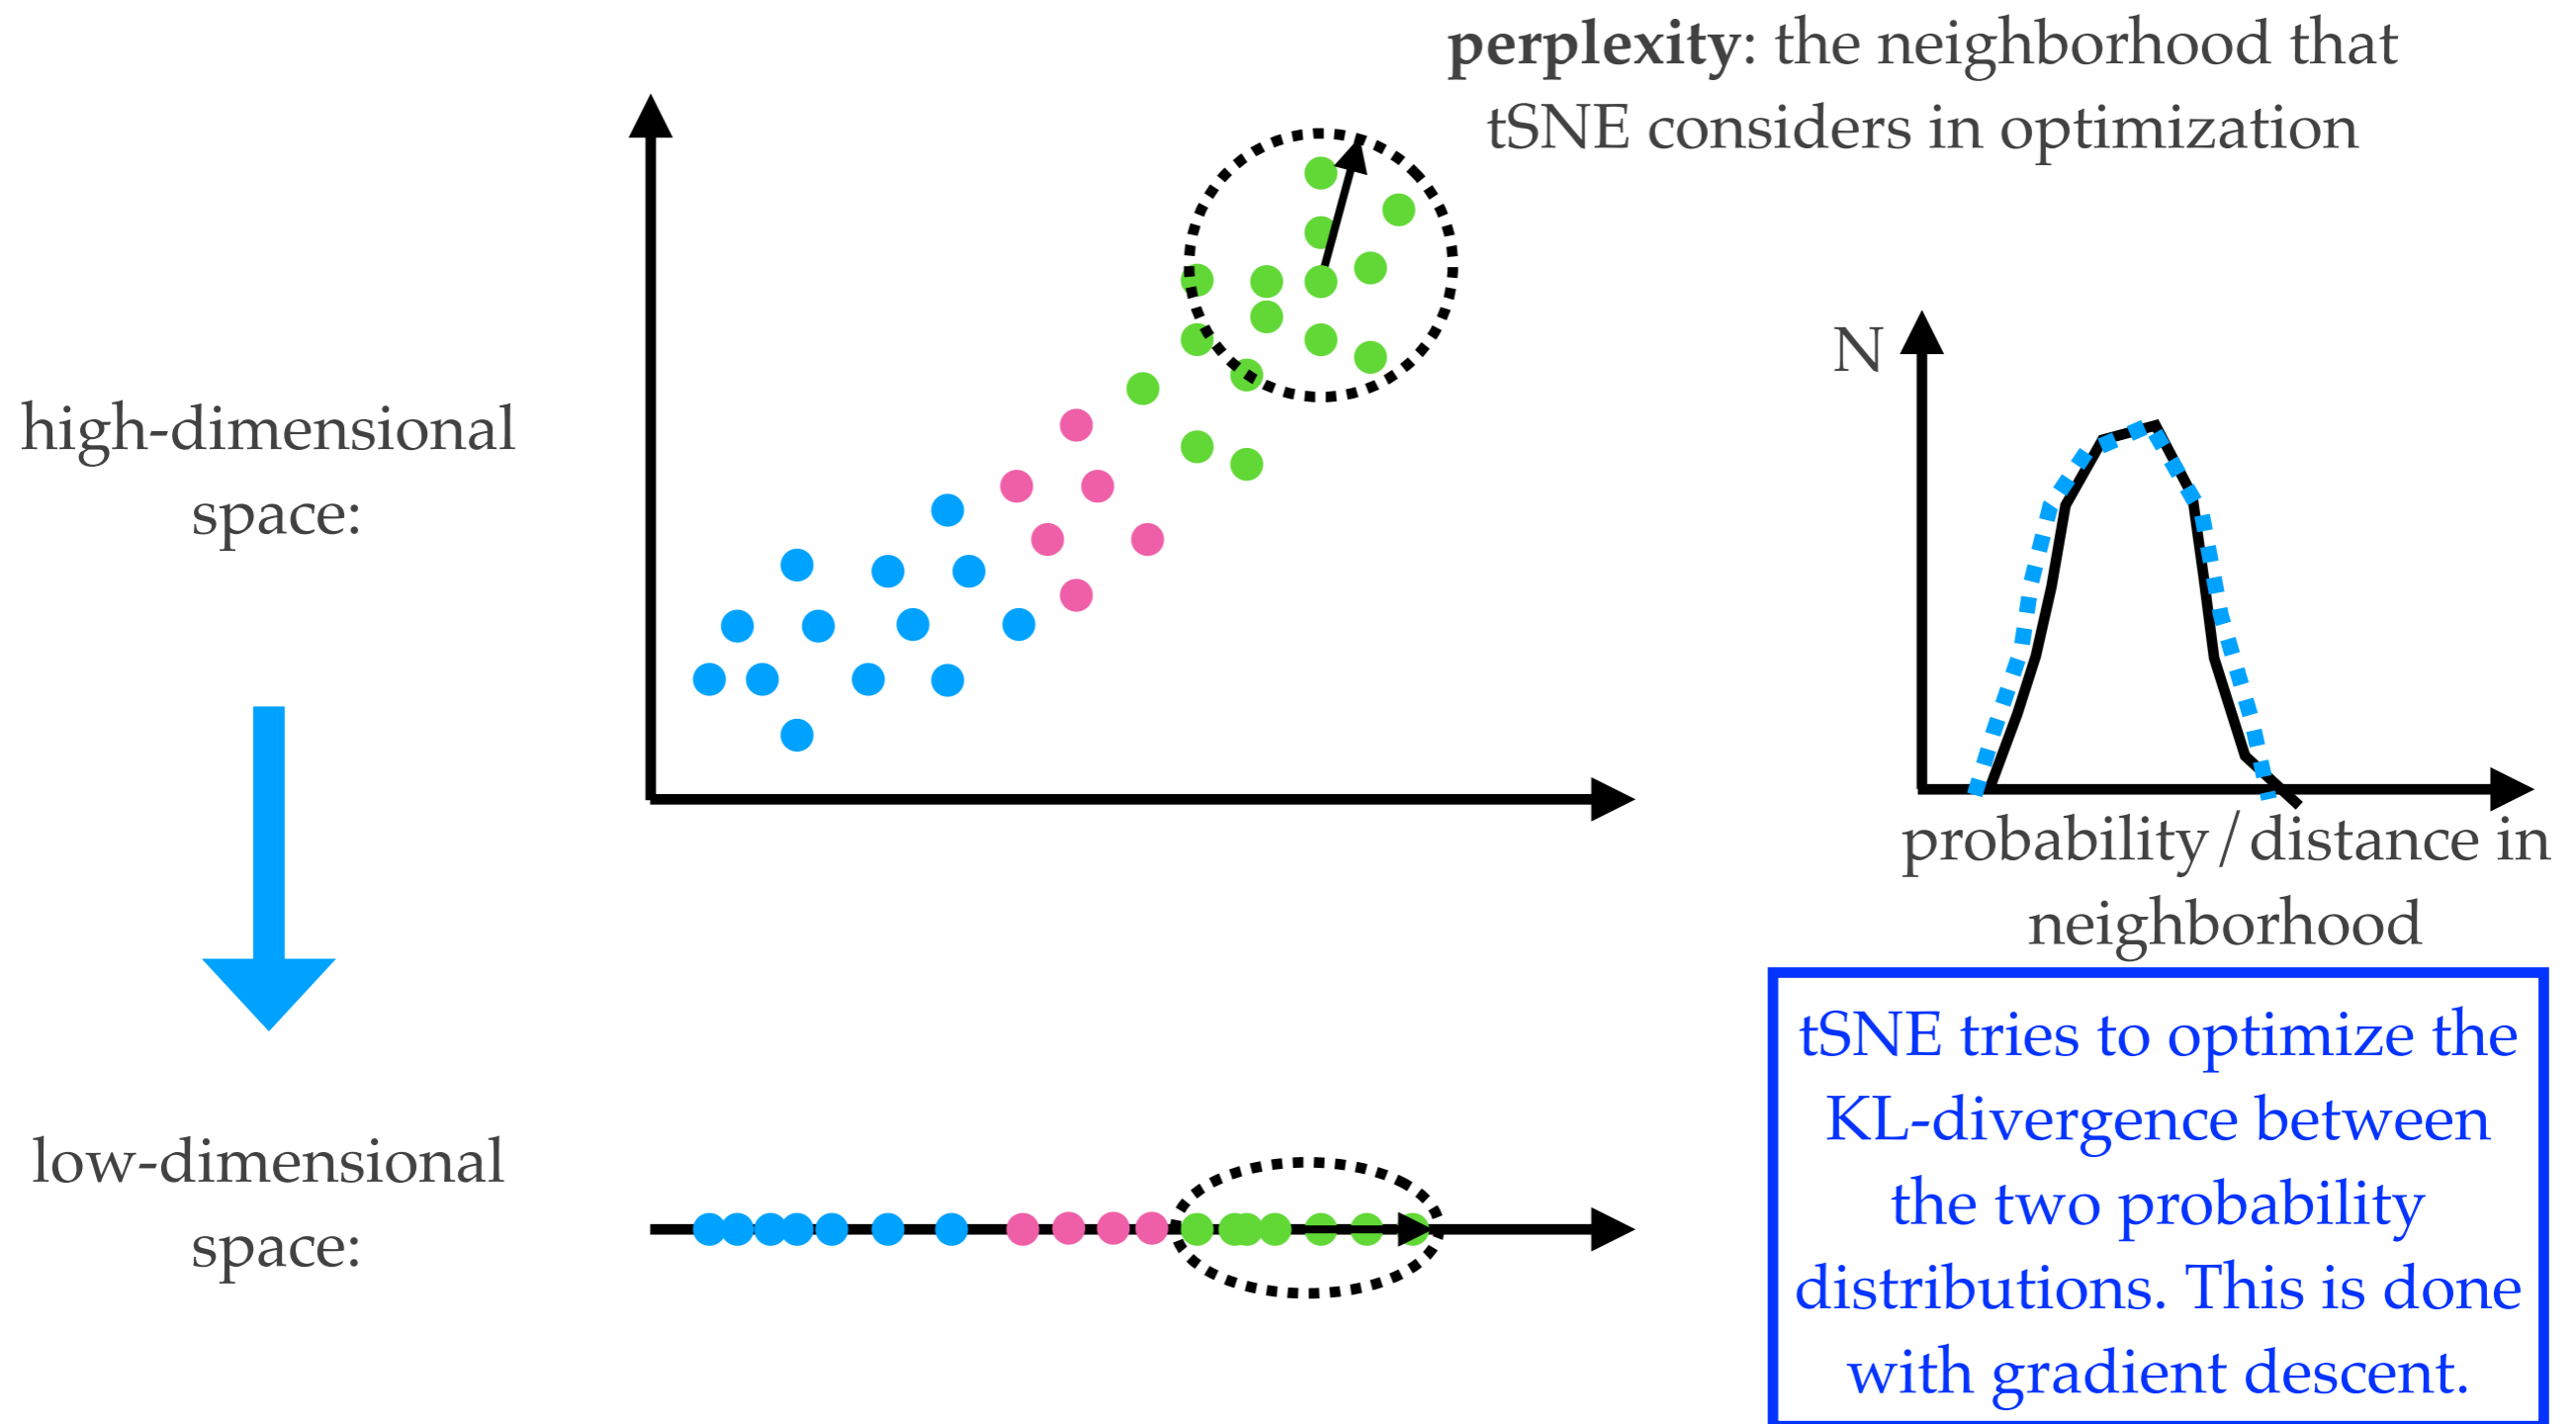 perplexity: the neighborhood that
tSNE considers in optimization
high-dimensional
space:
N
probability/distance in
neighborhood
low-dimensional
space:
tSNE tries to optimize the
KL-divergence between
the two probability
distributions. This is done
with gradient descent.